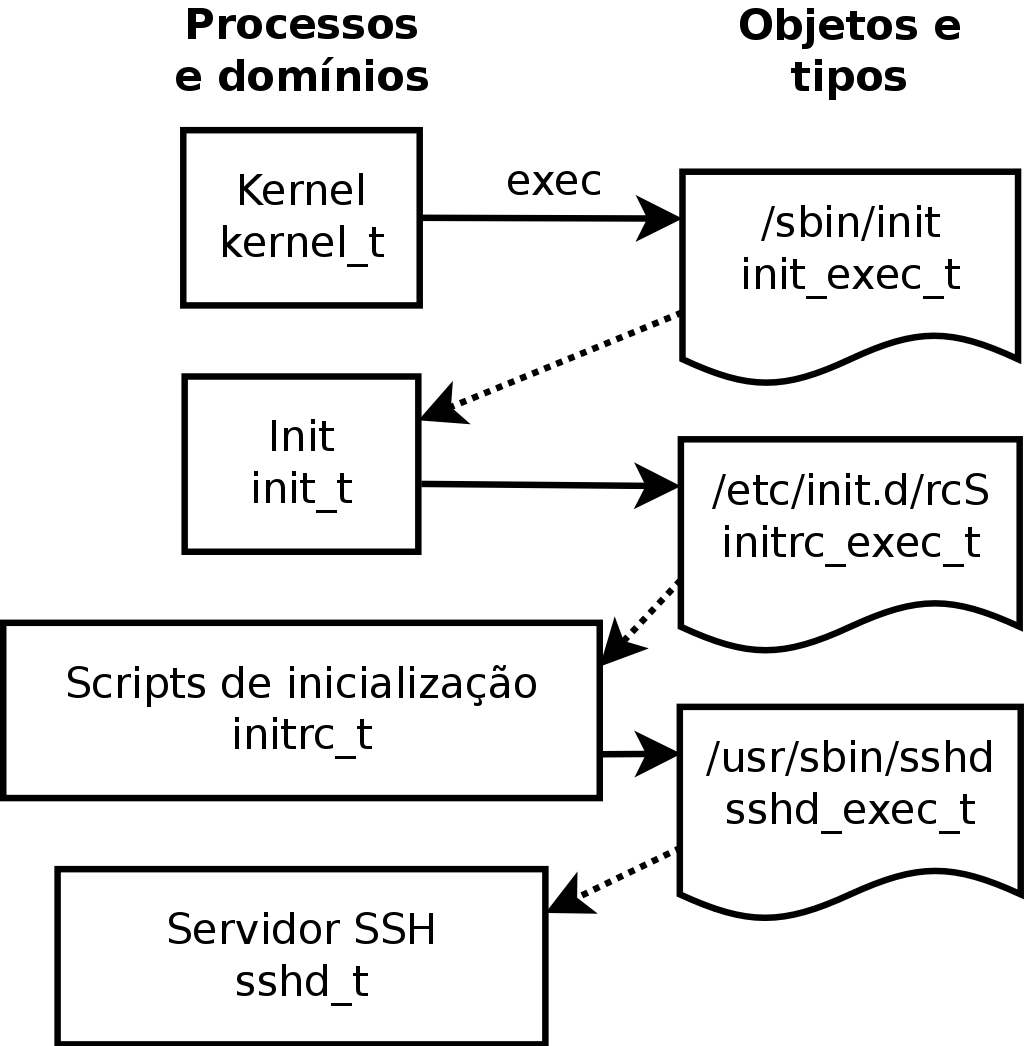 Processos
e domínios
Objetos e
tipos
Kernel
kernel_t
exec
/sbin/init
init_exec_t
Init
init_t
/etc/init.d/rcS
initrc_exec_t
Scripts de inicialização
initrc_t
/usr/sbin/sshd
sshd_exec_t
Servidor SSH
sshd_t